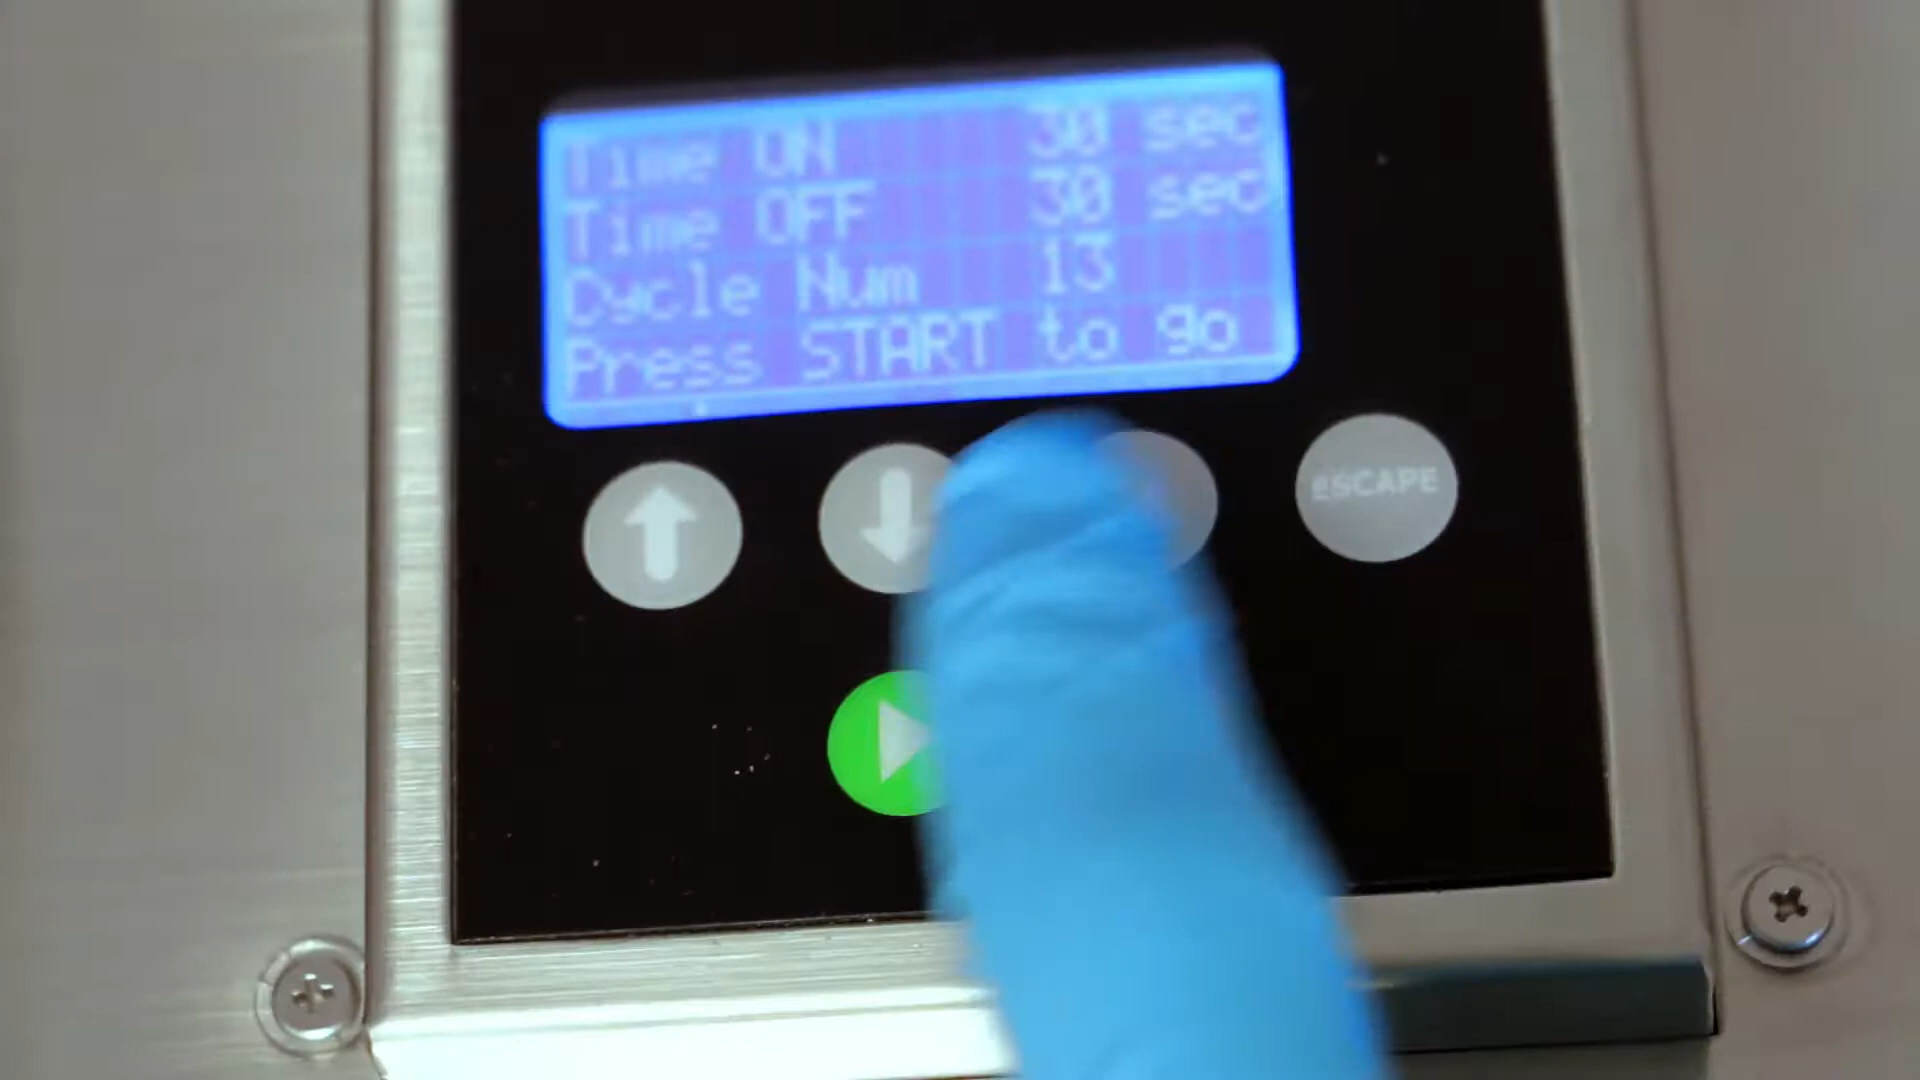 Time ON 30 sec
Time OFF 30 sec
Cycle Num 13
Press START to go
ESCAPE